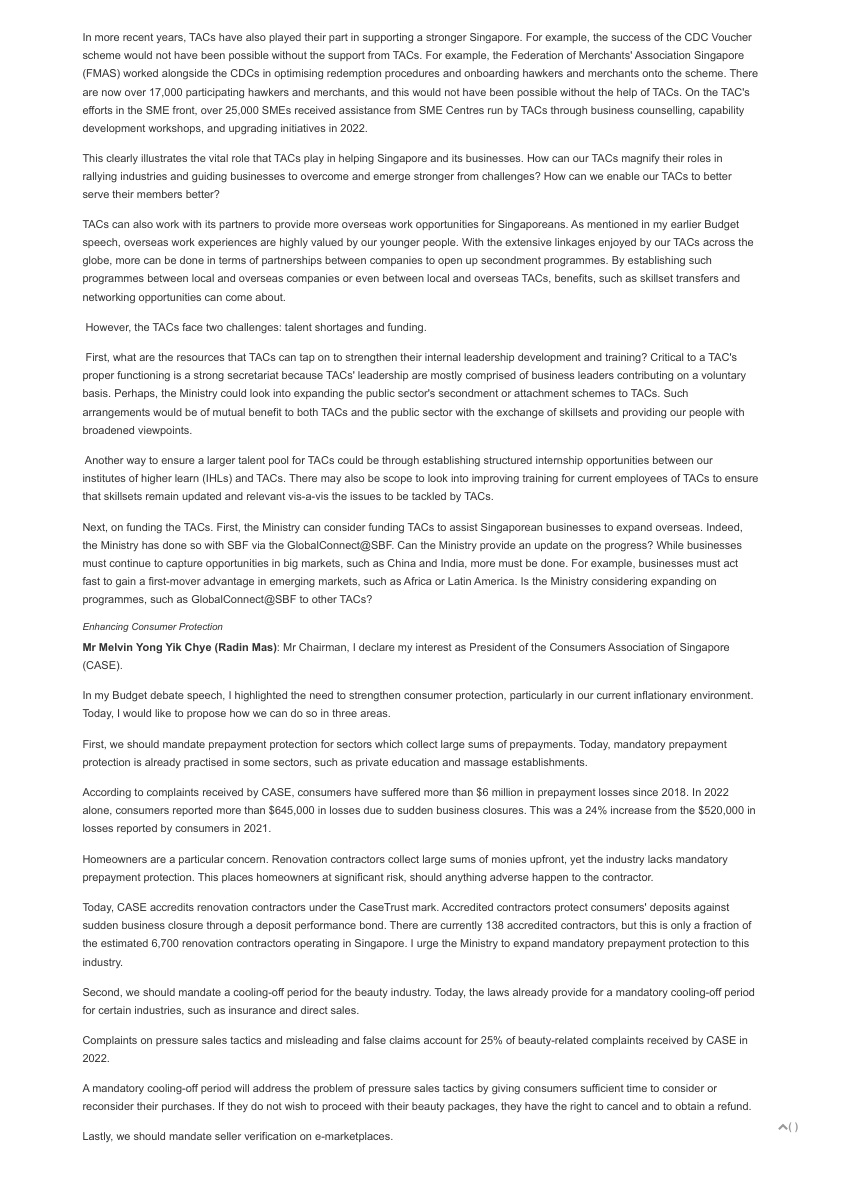 In more recent years, TACs have also played their part in supporting a stronger Singapore. For example, the success of the CDC Voucher
scheme would not have been possible without the support from TACs. For example, the Federation of Merchants' Association Singapore
(FMAS) worked alongside the CDCs in optimising redemption procedures and onboarding hawkers and merchants onto the scheme. There
are now over 17,000 participating hawkers and merchants, and this would not have been possible without the help of TACs. On the TAC's
efforts in the SME front, over 25,000 SMEs received assistance from SME Centres run by TACs through business counselling, capability
development workshops, and upgrading initiatives in 2022.
This clearly illustrates the vital role that TACs play in helping Singapore and its businesses. How can our TACs magnify their roles in
rallying industries and guiding businesses to overcome and emerge stronger from challenges? How can we enable our TACs to better
serve their members better?
TACs can also work with its partners to provide more overseas work opportunities for Singaporeans. As mentioned in my earlier Budget
speech, overseas work experiences are highly valued by our younger people. With the extensive linkages enjoyed by our TACs across the
globe, more can be done in terms of partnerships between companies to open up secondment programmes. By establishing such
programmes between local and overseas companies or even between local and overseas TACs, benefits, such as skillset transfers and
networking opportunities can come about.
However, the TACs face two challenges: talent shortages and funding.
First, what are the resources that TACs can tap on to strengthen their internal leadership development and training? Critical to a TAC's
proper functioning is a strong secretariat because TACs' leadership are mostly comprised of business leaders contributing on a voluntary
basis. Perhaps, the Ministry could look into expanding the public sector's secondment or attachment schemes to TACs. Such
arrangements would be of mutual benefit to both TACs and the public sector with the exchange of skillsets and providing our people with
broadened viewpoints.
Another way to ensure a larger talent pool for TACs could be through establishing structured internship opportunities between our
institutes of higher learn (IHLs) and TACs. There may also be scope to look into improving training for current employees of TACs to ensure
that skillsets remain updated and relevant vis-a-vis the issues to be tackled by TACs.
Next, on funding the TACs. First, the Ministry can consider funding TACs to assist Singaporean businesses to expand overseas. Indeed,
the Ministry has done so with SBF via the GlobalConnect@SBF. Can the Ministry provide an update on the progress? While businesses
must continue to capture opportunities in big markets, such as China and India, more must be done. For example, businesses must act
fast to gain a first-mover advantage in emerging markets, such as Africa or Latin America. Is the Ministry considering expanding on
programmes, such as GlobalConnect@SBF to other TACs?
Enhancing Consumer Protection
Mr Melvin Yong Yik Chye (Radin Mas): Mr Chairman, I declare my interest as President of the Consumers Association of Singapore
(CASE).
In my Budget debate speech, I highlighted the need to strengthen consumer protection, particularly in our current inflationary environment.
Today, I would like to propose how we can do so in three areas.
First, we should mandate prepayment protection for sectors which collect large sums of prepayments. Today, mandatory prepayment
protection is already practised in some sectors, such as private education and massage establishments.
According to complaints received by CASE, consumers have suffered more than $6 million in prepayment losses since 2018. In 2022
alone, consumers reported more than $645,000 in losses due to sudden business closures. This was a 24% increase from the $520,000 in
losses reported by consumers in 2021.
Homeowners are a particular concern. Renovation contractors collect large sums of monies upfront, yet the industry lacks mandatory
prepayment protection. This places homeowners at significant risk, should anything adverse happen to the contractor.
Today, CASE accredits renovation contractors under the CaseTrust mark. Accredited contractors protect consumers' deposits against
sudden business closure through a deposit performance bond. There are currently 138 accredited contractors, but this is only a fraction of
the estimated 6,700 renovation contractors operating in Singapore. I urge the Ministry to expand mandatory prepayment protection to this
industry.
Second, we should mandate a cooling-off period for the beauty industry. Today, the laws already provide for a mandatory cooling-off period
for certain industries, such as insurance and direct sales.
Complaints on pressure sales tactics and misleading and false claims account for 25% of beauty-related complaints received by CASE in
2022.
A mandatory cooling-off period will address the problem of pressure sales tactics by giving consumers sufficient time to consider or
reconsider their purchases. If they do not wish to proceed with their beauty packages, they have the right to cancel and to obtain a refund.
( )
Lastly, we should mandate seller verification on e-marketplaces.